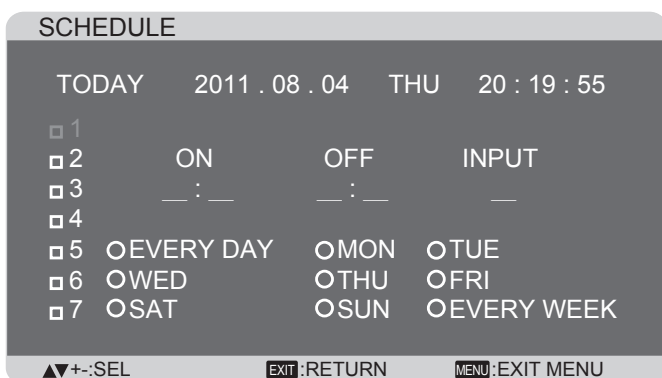 SCHEDULE
TODAY 2011 . 08 . 04 THU 20 : 19 : 55
1
2 ON OFF INPUT
3 __ : __ __ : __ __
4
5 EVERY DAY MON TUE
6 WED THU FRI
7 SAT SUN EVERY WEEK
▲▼+-:SEL EXIT:RETURN MENU:EXIT MENU